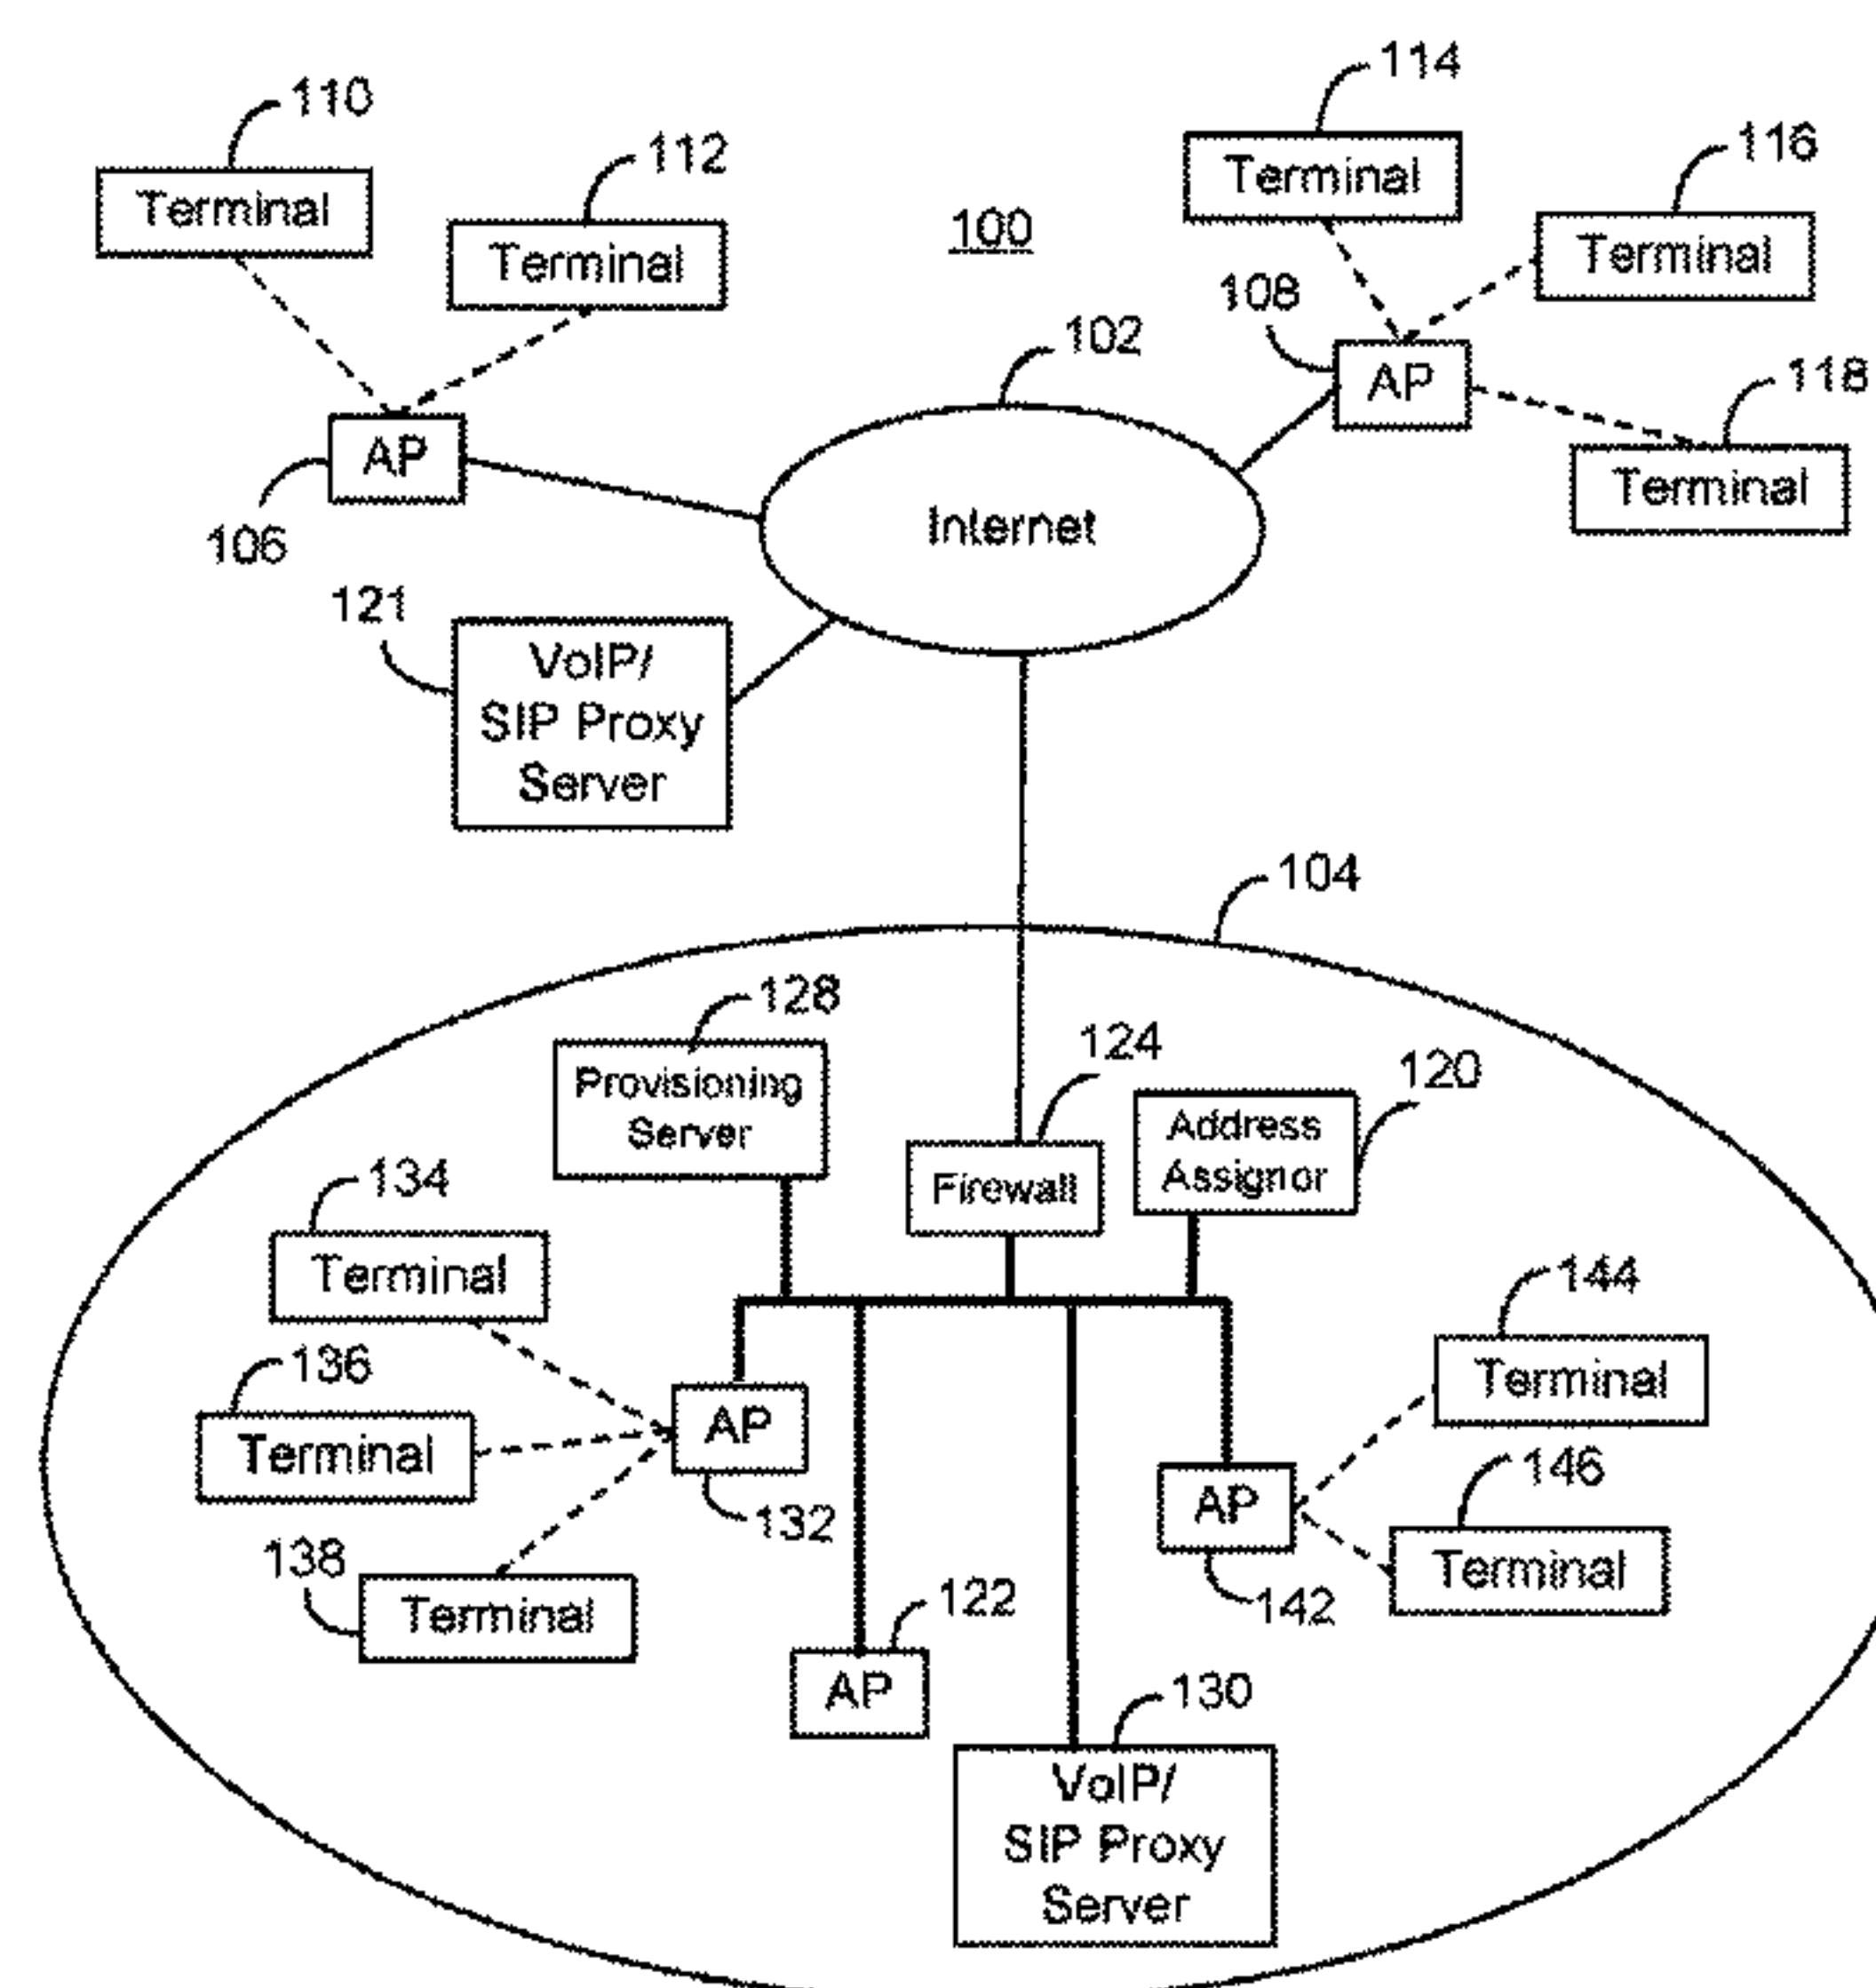 110
Terminal
112
Terminal
100
114
Terminal
116
Terminal
108
AP
118
Terminal
102
Internet
AP
106
121
VoIP/
SIP Proxy
Server
104
128
Provisioning
Server
124
Firewall
120
Address
Assignor
134
Terminal
136
Terminal
138
Terminal
AP
132
122
AP
130
VoIP/
SIP Proxy
Server
144
Terminal
146
Terminal
AP
142